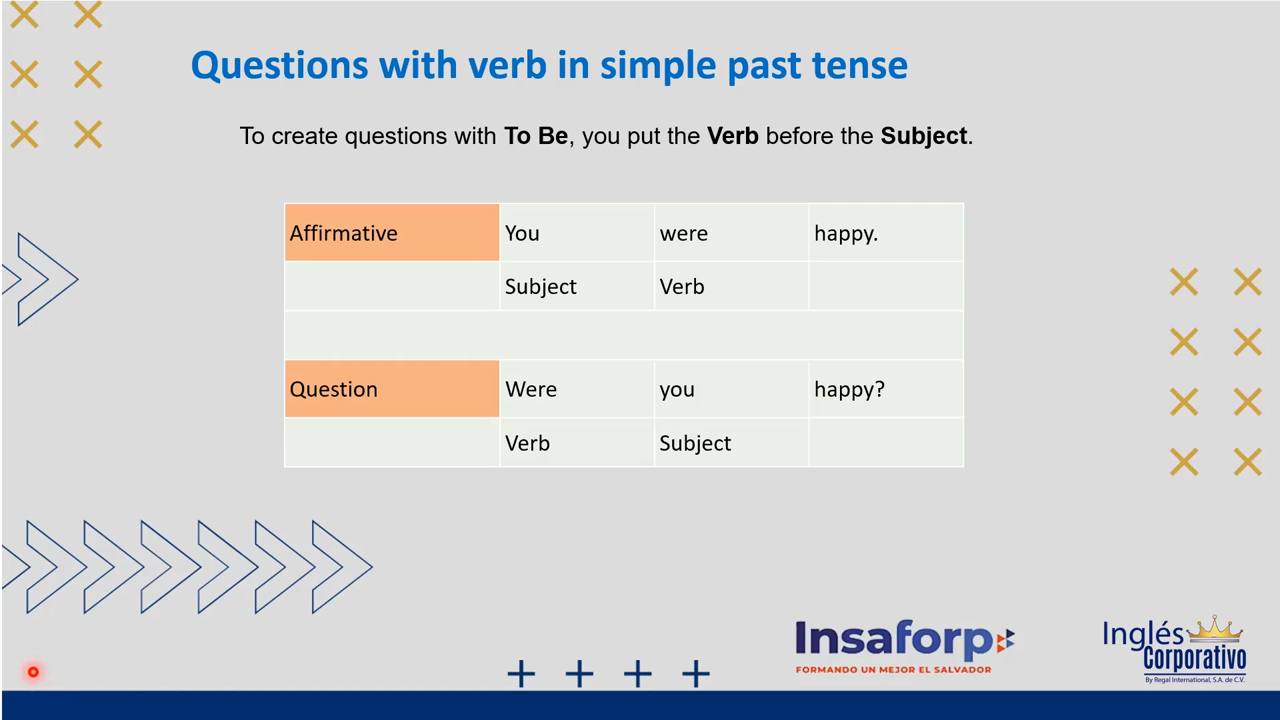 Questions with verb in simple past tense
To create questions with To Be, you put the Verb before the Subject.
Affirmative You were happy.
Subject Verb
Question Were you happy?
Verb Subject
Insaforp
FORMANDO UN MEJOR EL SALVADOR
Inglés
Corporativo
By Regal International, S.A. de C.V.